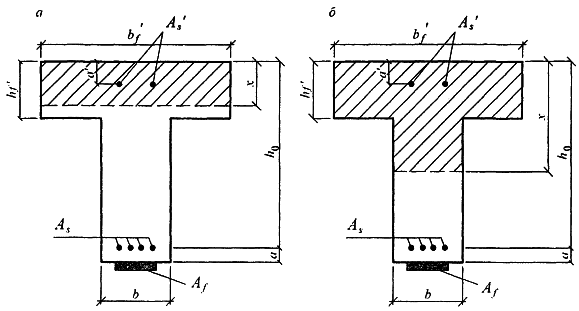 а
b_f'
A_s'
h_f'
a'
x
h_0
A_s
a
A_f
b
б
b_f'
A_s'
h_f'
a'
x
h_0
A_s
a
A_f
b